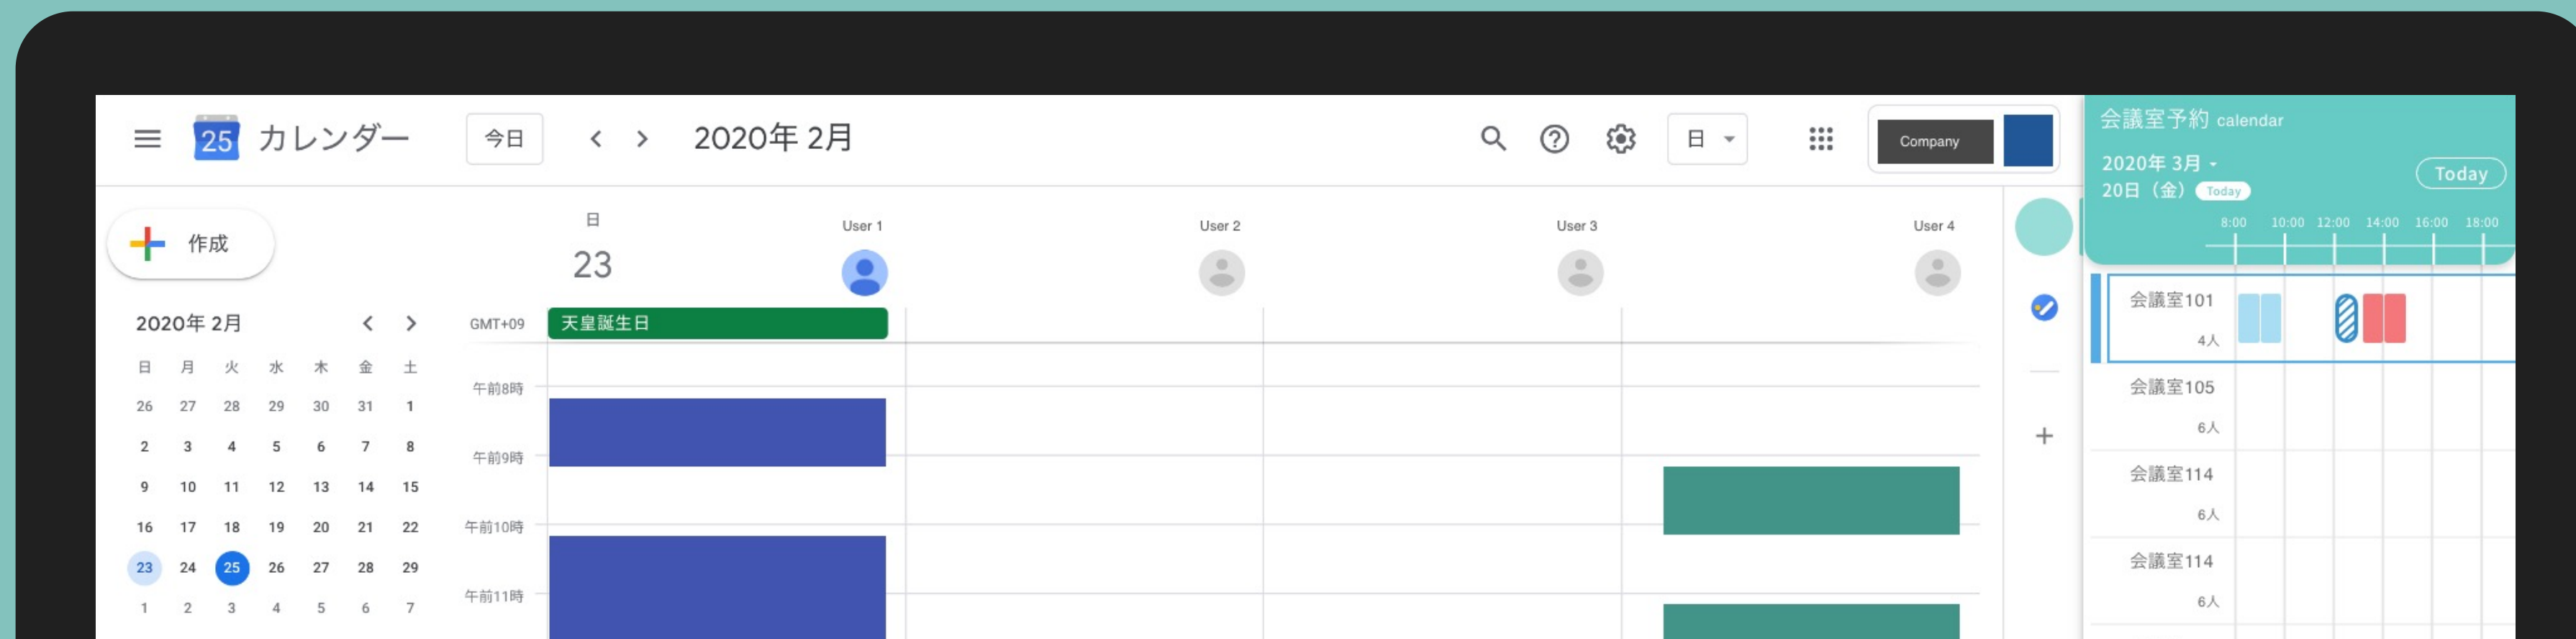 25 カレンダー 今日 2020年 2月 日 Company
作成
2020年 2月
日 月 火 水 木 金 土
26 27 28 29 30 31 1
2 3 4 5 6 7 8
9 10 11 12 13 14 15
16 17 18 19 20 21 22
23 24 25 26 27 28 29
1 2 3 4 5 6 7
日 User 1 User 2 User 3 User 4
23
GMT+09 天皇誕生日
午前8時
午前9時
午前10時
午前11時
会議室予約 calendar
2020年 3月
Today
20日（金） Today
8:00 10:00 12:00 14:00 16:00 18:00
会議室101
4人
会議室105
6人
会議室114
6人
会議室114
6人